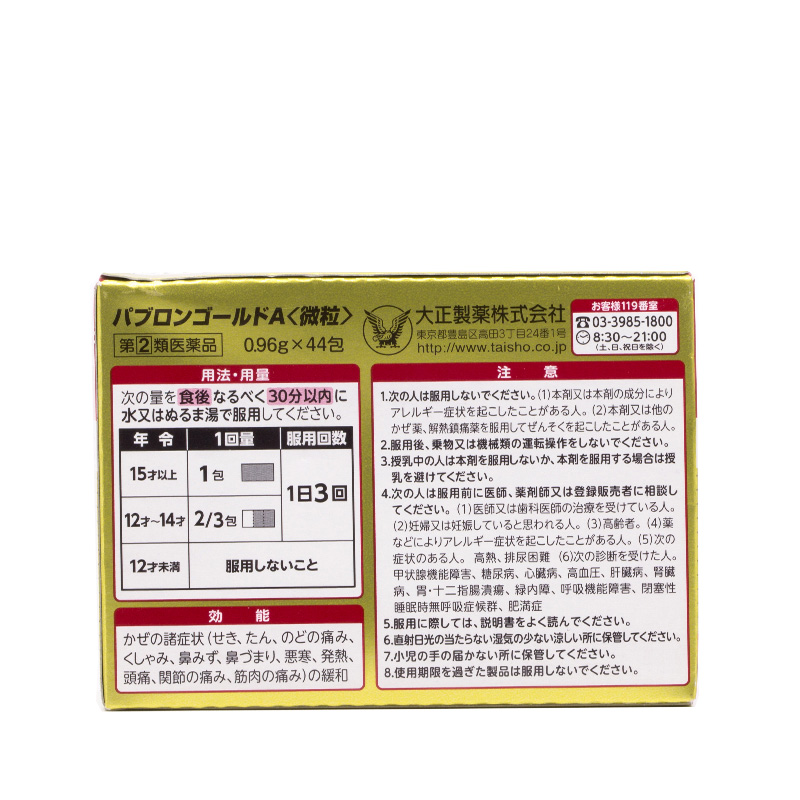 パブロンゴールドA〈微粒〉
指定②類医薬品 0.96g×44包
大正製薬株式会社
東京都豊島区高田3丁目24番1号
http://www.taisho.co.jp
お客様119番室
☎03-3985-1800
8:30～21:00
(土、日、祝日を除く)
用法・用量
次の量を食後なるべく30分以内に
水又はぬるま湯で服用してください。
年令 1回量 服用回数
15才以上 1包 1日3回
12才～14才 2/3包
12才未満 服用しないこと
効能
かぜの諸症状(せき、たん、のどの痛み、
くしゃみ、鼻みず、鼻づまり、悪寒、発熱、
頭痛、関節の痛み、筋肉の痛み)の緩和
注意
1.次の人は服用しないでください。(1)本剤又は本剤の成分により
アレルギー症状を起こしたことがある人。(2)本剤又は他の
かぜ薬、解熱鎮痛薬を服用してぜんそくを起こしたことがある人。
2.服用後、乗物又は機械類の運転操作をしないでください。
3.授乳中の人は本剤を服用しないか、本剤を服用する場合は授
乳を避けてください。
4.次の人は服用前に医師、薬剤師又は登録販売者に相談し
てください。(1)医師又は歯科医師の治療を受けている人。
(2)妊婦又は妊娠していると思われる人。(3)高齢者。(4)薬
などによりアレルギー症状を起こしたことがある人。(5)次の
症状のある人。 高熱、排尿困難 (6)次の診断を受けた人。
甲状腺機能障害、糖尿病、心臓病、高血圧、肝臓病、腎臓
病、胃・十二指腸潰瘍、緑内障、呼吸機能障害、閉塞性
睡眠時無呼吸症候群、肥満症
5.服用に際しては、説明書をよく読んでください。
6.直射日光の当たらない湿気の少ない涼しい所に保管してください。
7.小児の手の届かない所に保管してください。
8.使用期限を過ぎた製品は服用しないでください。